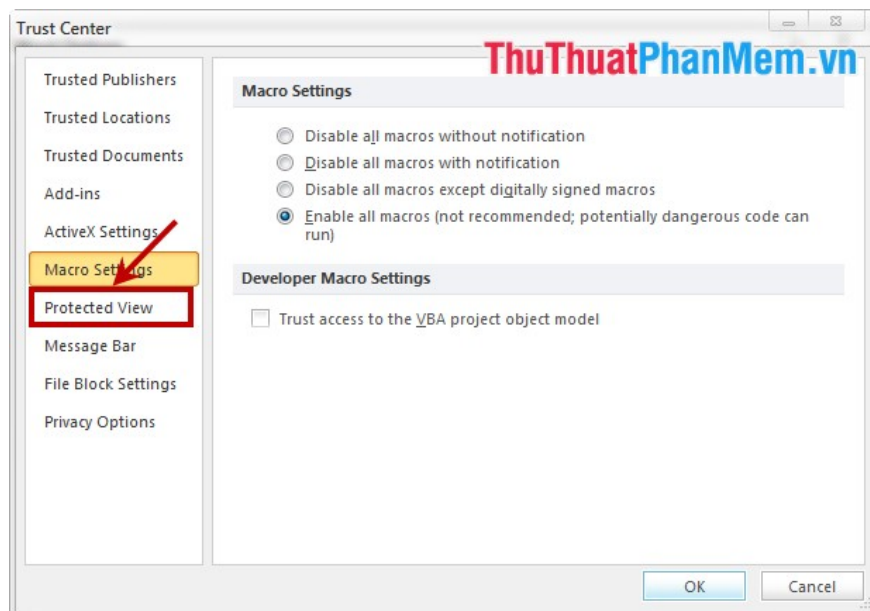 Trust Center
ThuThuatPhanMem.vn
Trusted Publishers
Trusted Locations
Trusted Documents
Add-ins
ActiveX Settings
Macro Settings
Protected View
Message Bar
File Block Settings
Privacy Options
Macro Settings
Disable all macros without notification
Disable all macros with notification
Disable all macros except digitally signed macros
Enable all macros (not recommended; potentially dangerous code can
run)
Developer Macro Settings
Trust access to the VBA project object model
OK
Cancel